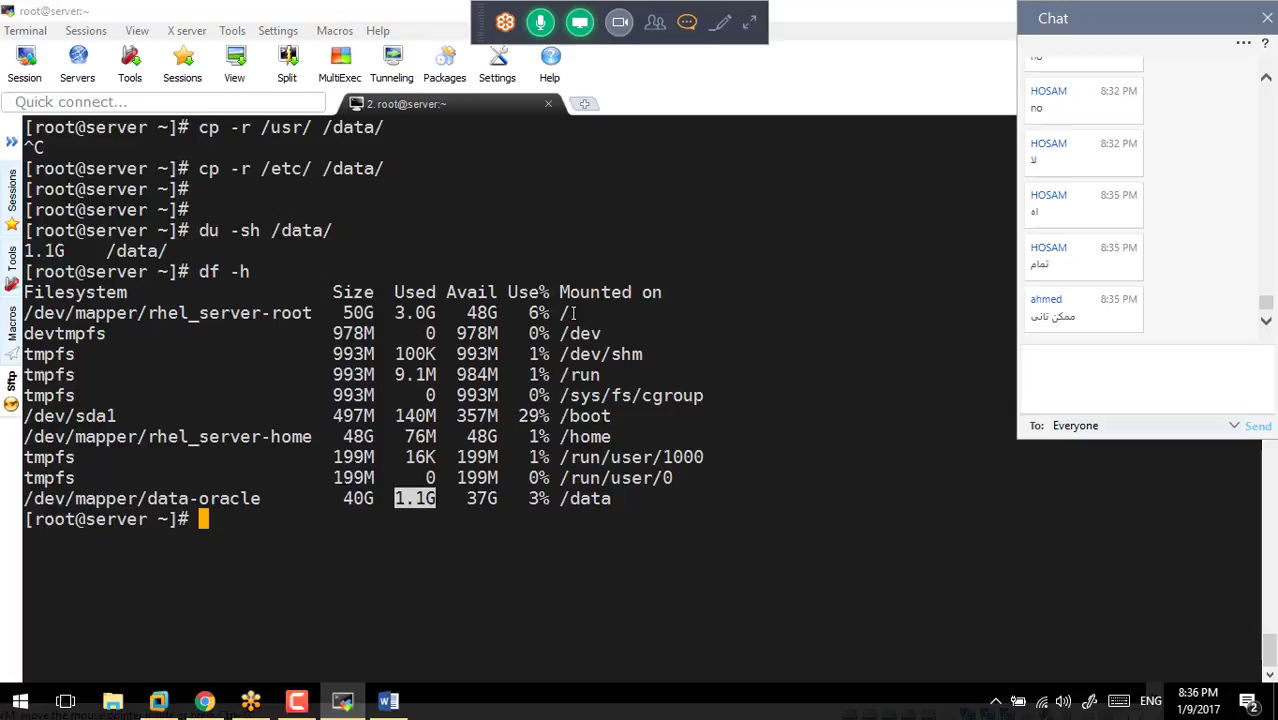 root@server:~
Terminal Sessions View X server Tools Settings Macros Help
Session Servers Tools Sessions View Split MultiExec Tunneling Packages Settings Help
Quick connect...
2. root@server:~
Sessions
Tools
Macros
Sftp
[root@server ~]# cp -r /usr/ /data/
^C
[root@server ~]# cp -r /etc/ /data/
[root@server ~]#
[root@server ~]#
[root@server ~]# du -sh /data/
1.1G /data/
[root@server ~]# df -h
Filesystem Size Used Avail Use% Mounted on
/dev/mapper/rhel_server-root 50G 3.0G 48G 6% /
devtmpfs 978M 0 978M 0% /dev
tmpfs 993M 100K 993M 1% /dev/shm
tmpfs 993M 9.1M 984M 1% /run
tmpfs 993M 0 993M 0% /sys/fs/cgroup
/dev/sda1 497M 140M 357M 29% /boot
/dev/mapper/rhel_server-home 48G 76M 48G 1% /home
tmpfs 199M 16K 199M 1% /run/user/1000
tmpfs 199M 0 199M 0% /run/user/0
/dev/mapper/data-oracle 40G 1.1G 37G 3% /data
[root@server ~]#
Chat
no
HOSAM 8:32 PM
no
HOSAM 8:32 PM
لا
HOSAM 8:35 PM
اه
HOSAM 8:35 PM
تمام
ahmed 8:35 PM
ممكن تانى
To: Everyone Send
ENG
8:36 PM
1/9/2017
2